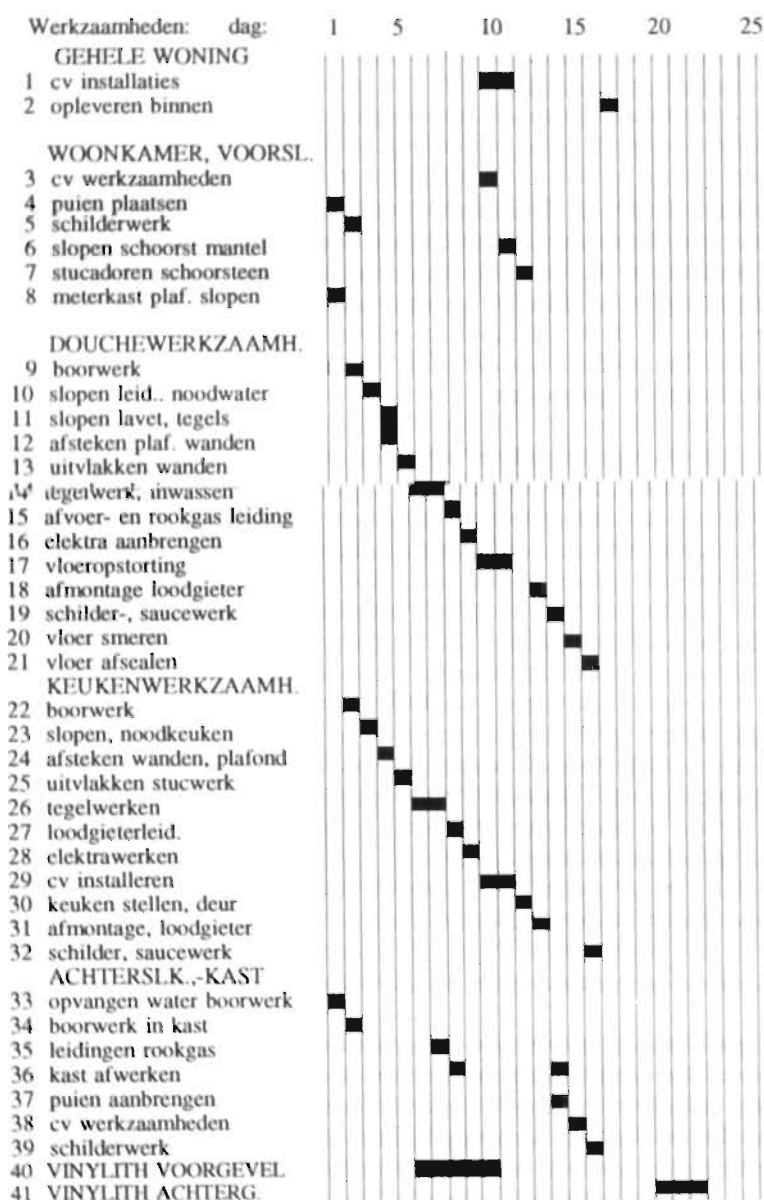 Werkzaamheden: dag: 1 5 10 15 20 25
GEHELE WONING
1 cv installaties
2 opleveren binnen
WOONKAMER, VOORSL.
3 cv werkzaamheden
4 puien plaatsen
5 schilderwerk
6 slopen schoorst mantel
7 stucadoren schoorsteen
8 meterkast plaf. slopen
DOUCHEWERKZAAMH.
9 boorwerk
10 slopen leid.. noodwater
11 slopen lavet, tegels
12 afsteken plaf. wanden
13 uitvlakken wanden
14 tegelwerk, inwassen
15 afvoer- en rookgas leiding
16 elektra aanbrengen
17 vloeropstorting
18 afmontage loodgieter
19 schilder-, saucewerk
20 vloer smeren
21 vloer afsealen
KEUKENWERKZAAMH.
22 boorwerk
23 slopen, noodkeuken
24 afsteken wanden, plafond
25 uitvlakken stucwerk
26 tegelwerken
27 loodgieterleid.
28 elektrawerken
29 cv installeren
30 keuken stellen, deur
31 afmontage, loodgieter
32 schilder, saucewerk
ACHTERSLK.,-KAST
33 opvangen water boorwerk
34 boorwerk in kast
35 leidingen rookgas
36 kast afwerken
37 puien aanbrengen
38 cv werkzaamheden
39 schilderwerk
40 VINYLITH VOORGEVEL
41 VINYLITH ACHTERG.